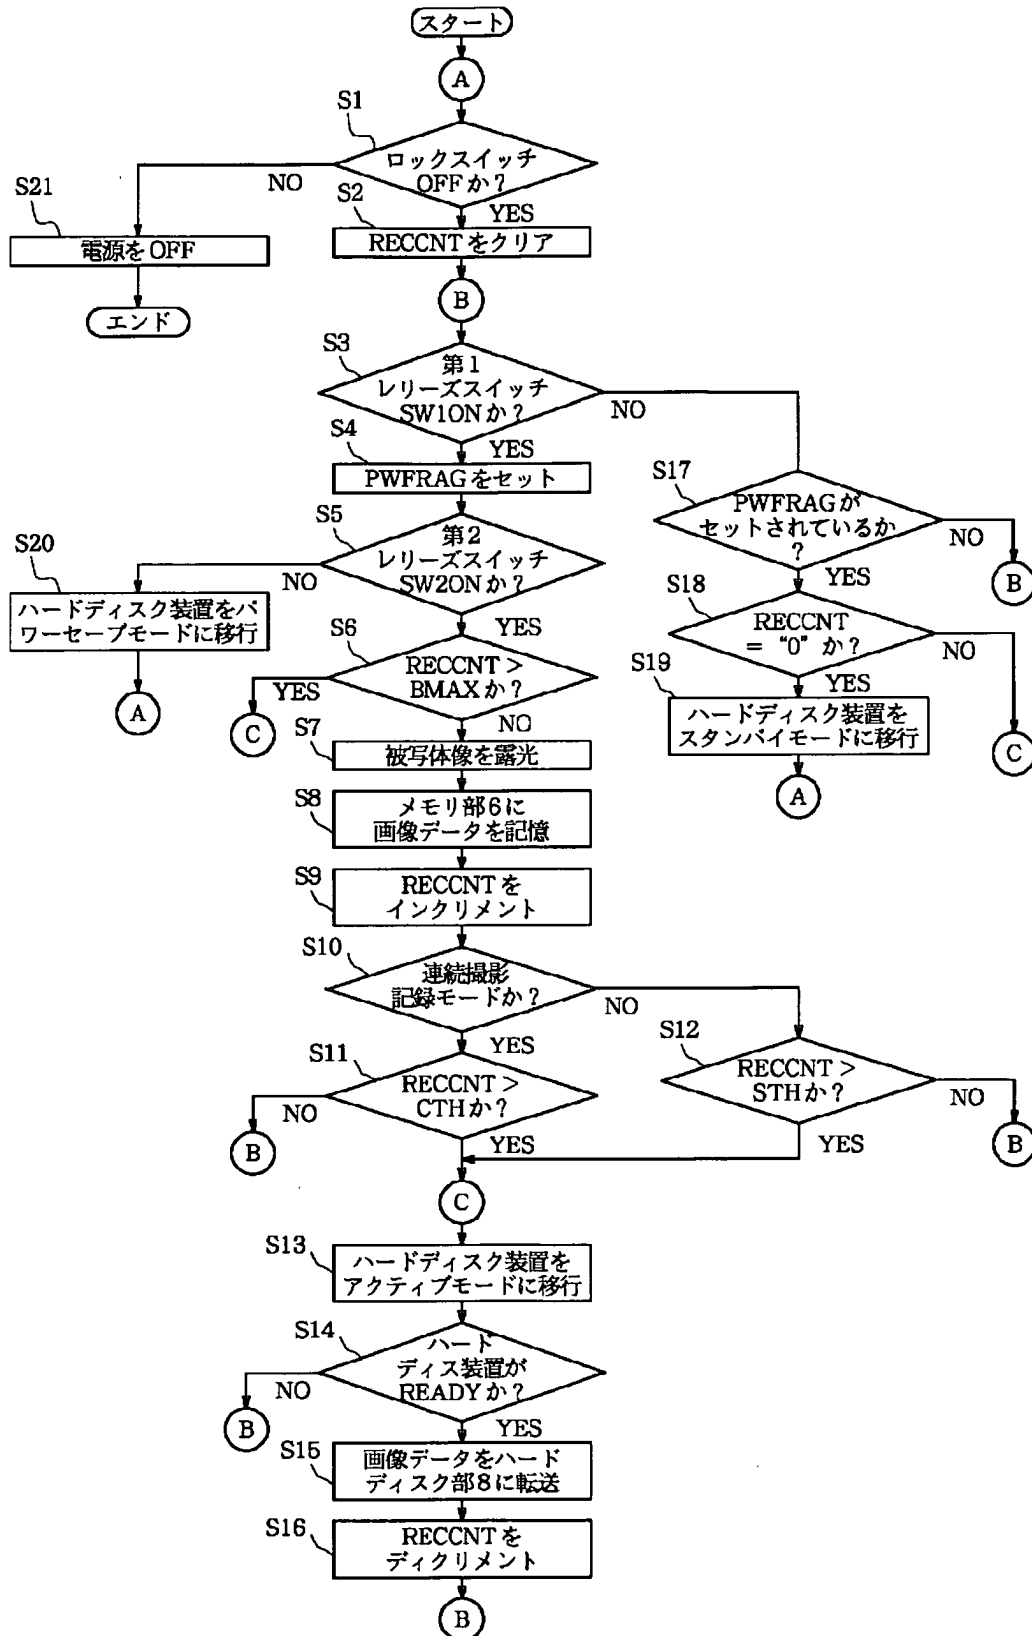 スタート
A
S1
ロックスイッチ
OFFか？
NO
YES
S21
電源をOFF
エンド
S2
RECCNTをクリア
B
S3
第1
レリーズスイッチ
SW1ONか？
NO
YES
S4
PWFRAGをセット
S17
PWFRAGが
セットされているか
？
NO
B
YES
S5
第2
レリーズスイッチ
SW2ONか？
NO
YES
S20
ハードディスク装置をパ
ワーセーブモードに移行
A
S18
RECCNT
＝ “0” か？
NO
C
YES
S19
ハードディスク装置を
スタンバイモードに移行
A
S6
RECCNT＞
BMAXか？
YES
C
NO
S7
被写体像を露光
S8
メモリ部6に
画像データを記憶
S9
RECCNTを
インクリメント
S10
連続撮影
記録モードか？
NO
YES
S11
RECCNT＞
CTHか？
NO
B
YES
S12
RECCNT＞
STHか？
NO
B
YES
C
S13
ハードディスク装置を
アクティブモードに移行
S14
ハード
ディス装置が
READYか？
NO
B
YES
S15
画像データをハード
ディスク部8に転送
S16
RECCNTを
ディクリメント
B